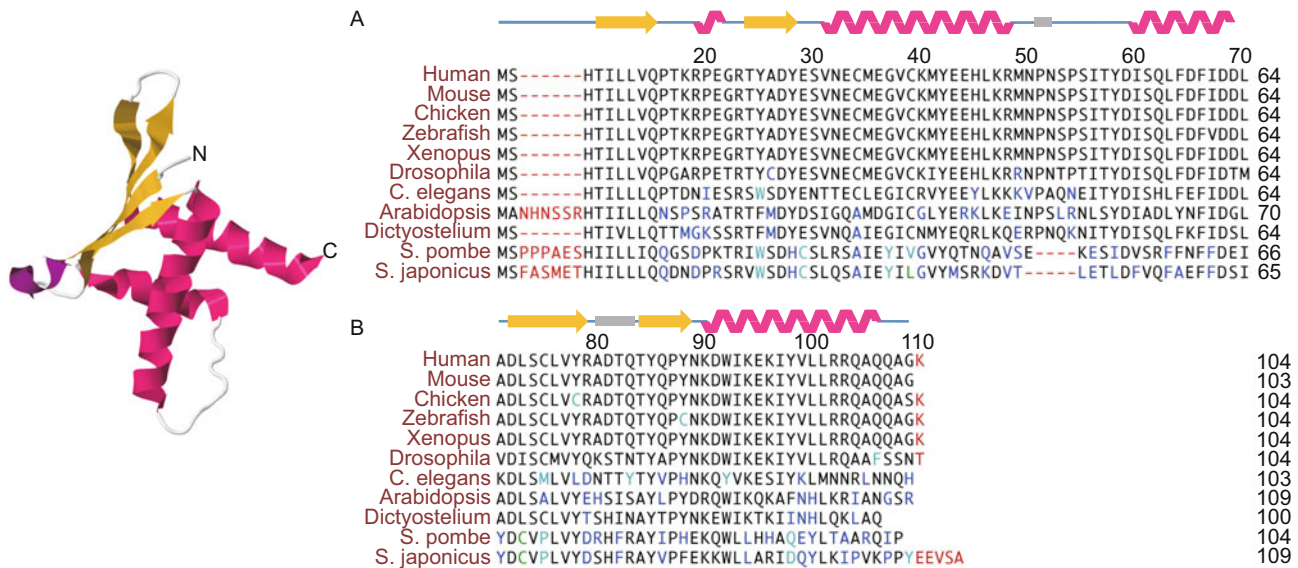 A
20 30 40 50 60 70
Human MS------HTILLVQPTKRPEGRTYADYESVNECMEGVCKMYEEHLKRMNPNSPSITYDISQLFDFIDDL 64
Mouse MS------HTILLVQPTKRPEGRTYADYESVNECMEGVCKMYEEHLKRMNPNSPSITYDISQLFDFIDDL 64
Chicken MS------HTILLVQPTKRPEGRTYADYESVNECMEGVCKMYEEHLKRMNPNSPSITYDISQLFDFIDDL 64
Zebrafish MS------HTILLVQPTKRPEGRTYADYESVNECMEGVCKMYEEHLKRMNPNSPSITYDISQLFDFVDDL 64
Xenopus MS------HTILLVQPTKRPEGRTYADYESVNECMEGVCKMYEEHLKRMNPNSPSITYDISQLFDFIDDL 64
Drosophila MS------HTILLVQPGARPETRTYCDYESVNECMEGVCKIYEEHLKRRNPNTPTITYDISQLFDFIDTM 64
C. elegans MS------HTILLLQPTDNIESRSWSDYENTTECLEGICRVYEEYLKKKVPAQNEITYDISHLFEFIDDL 64
Arabidopsis MANHNSSRHTIILLQNSPSRATRTFMDYDSIGQAMDGICGLYERKLKEINPSLRNLSYDIADLYNFIDGL 70
Dictyostelium MS------HTIVLLQTTMGKSSRTFMDYDSVNQAIEGICNMYEQRLKQERPNQKNITYDISQLFKFIDSL 64
S. pombe MSPPPAESHIILLIQQGSDPKTRIWSDHCSLRSAIEYIVGVYQTNQAVSE----KESIDVSRFFNFFDEI 66
S. japonicus MSFASMETHIILLLQQDNDPRSRVWSDHCSLQSAIEYILGVYMSRKDVT-----LETLDFVQFAEFFDSI 65
N
C
B
80 90 100 110
Human ADLSCLVYRADTQTYQPYNKDWIKEKIYVLLRRQAQQAGK 104
Mouse ADLSCLVYRADTQTYQPYNKDWIKEKIYVLLRRQAQQAG 103
Chicken ADLSCLVCRADTQTYQPYNKDWIKEKIYVLLRRQAQQASK 104
Zebrafish ADLSCLVYRADTQTYQPCNKDWIKEKIYVLLRRQAQQAGK 104
Xenopus ADLSCLVYRADTQTYQPYNKDWIKEKIYVLLRRQAQQAGK 104
Drosophila VDISCMVYQKSTNTYAPYNKDWIKEKIYVLLRQAAFSSNT 104
C. elegans KDLSMLVLDNTTYTYVPHNKQYVKESIYKLMNNRLNNQH 103
Arabidopsis ADLSALVYEHSISAYLPYDRQWIKQKAFNHLKRIANGSR 109
Dictyostelium ADLSCLVYTSHINAYTPYNKEWIKTKIINHLQKLAQ 100
S. pombe YDCVPLVYDRHFRAYIPHEKQWLLHHAQEYLTAARQIP 104
S. japonicus YDCVPLVYDSHFRAYVPFEKKWLLARIDQYLKIPVKPPYEEVSA 109